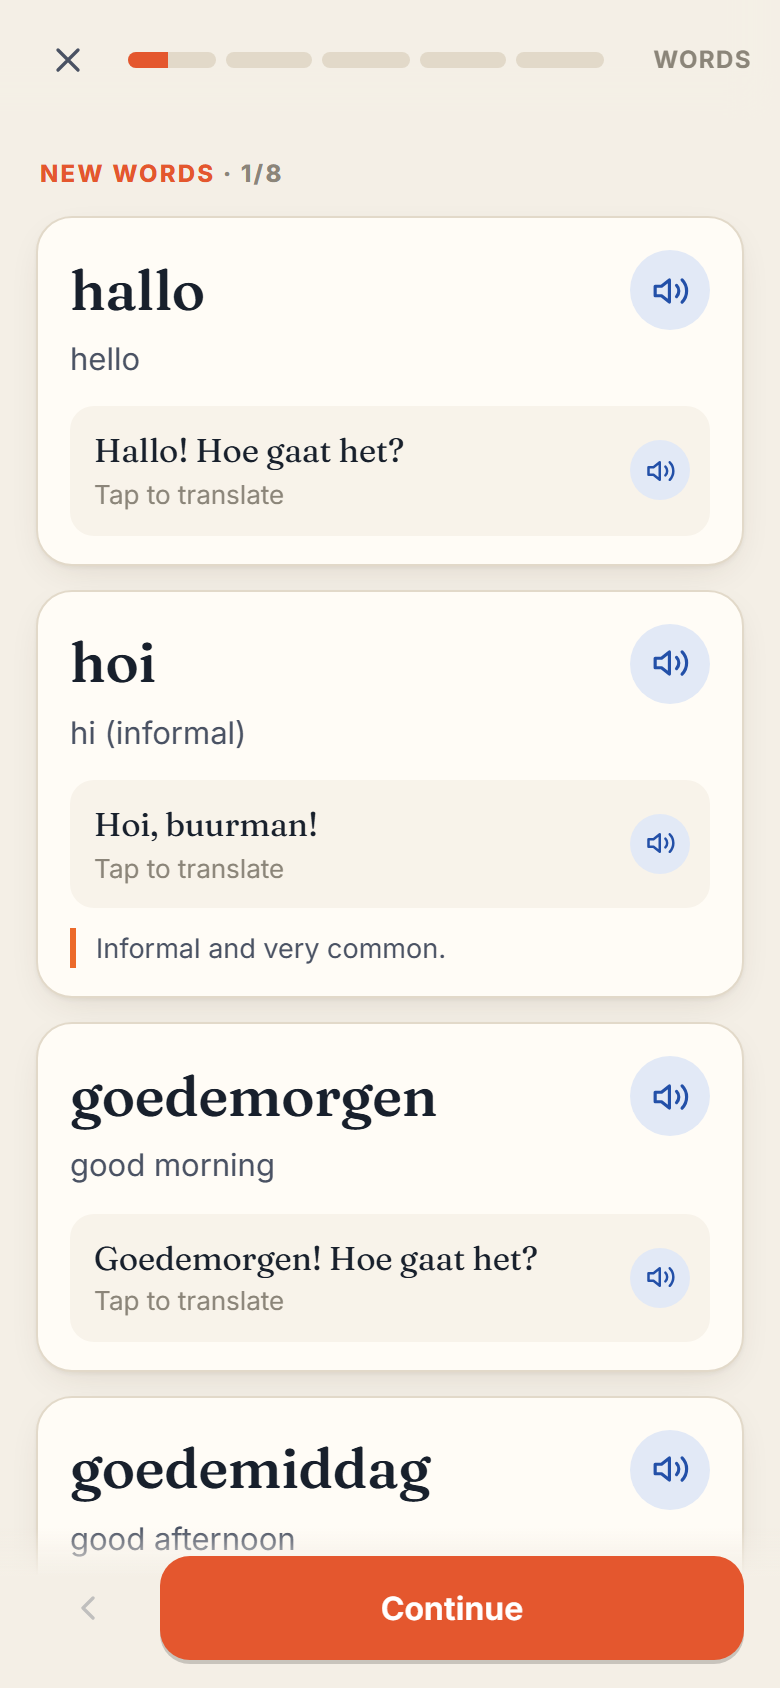 WORDS
NEW WORDS · 1/8
hallo
hello
Hallo! Hoe gaat het?
Tap to translate
hoi
hi (informal)
Hoi, buurman!
Tap to translate
Informal and very common.
goedemorgen
good morning
Goedemorgen! Hoe gaat het?
Tap to translate
goedemiddag
good afternoon
Continue